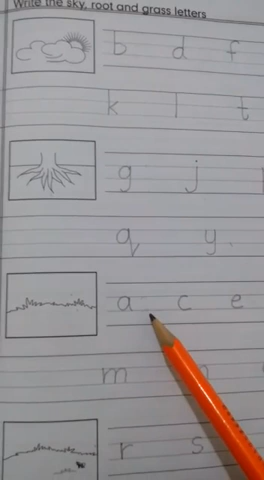 Write the sky, root and grass letters
b d f
k l t
g j
q y
a c e
m
r s